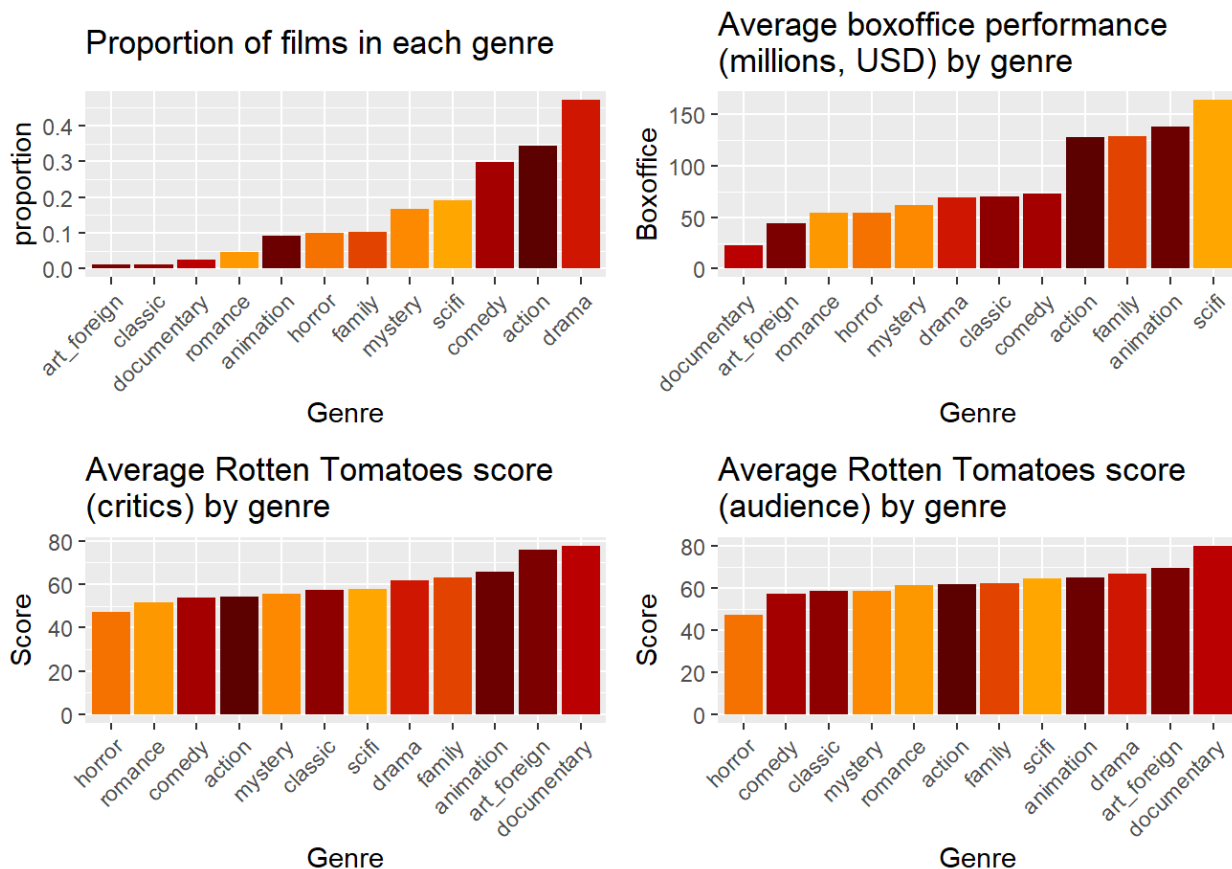 Proportion of films in each genre
proportion
0.4
0.3
0.2
0.1
0.0
art_foreign
classic
documentary
romance
animation
horror
family
mystery
scifi
comedy
action
drama
Genre
Average boxoffice performance
(millions, USD) by genre
Boxoffice
150
100
50
0
documentary
art_foreign
romance
horror
mystery
drama
classic
comedy
action
family
animation
scifi
Genre
Average Rotten Tomatoes score
(critics) by genre
Score
80
60
40
20
0
horror
romance
comedy
action
mystery
classic
scifi
drama
family
animation
art_foreign
documentary
Genre
Average Rotten Tomatoes score
(audience) by genre
Score
80
60
40
20
0
horror
comedy
classic
mystery
romance
action
family
scifi
animation
drama
art_foreign
documentary
Genre